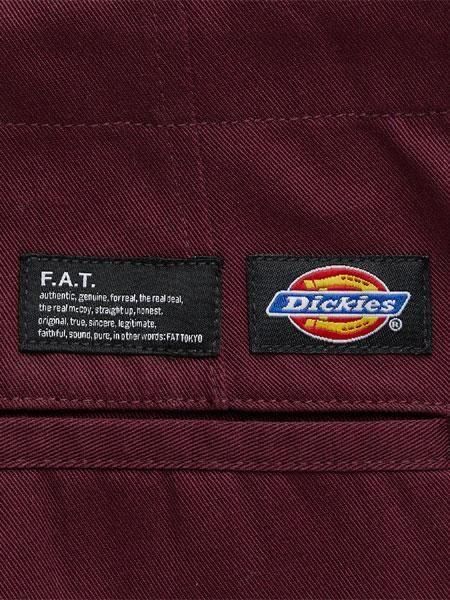 F.A.T.
authentic, genuine, for real, the real deal,
the real mccoy, straight up, honest,
original, true, sincere, legitimate,
faithful, sound, pure, in other words: FAT TOKYO
Dickies®